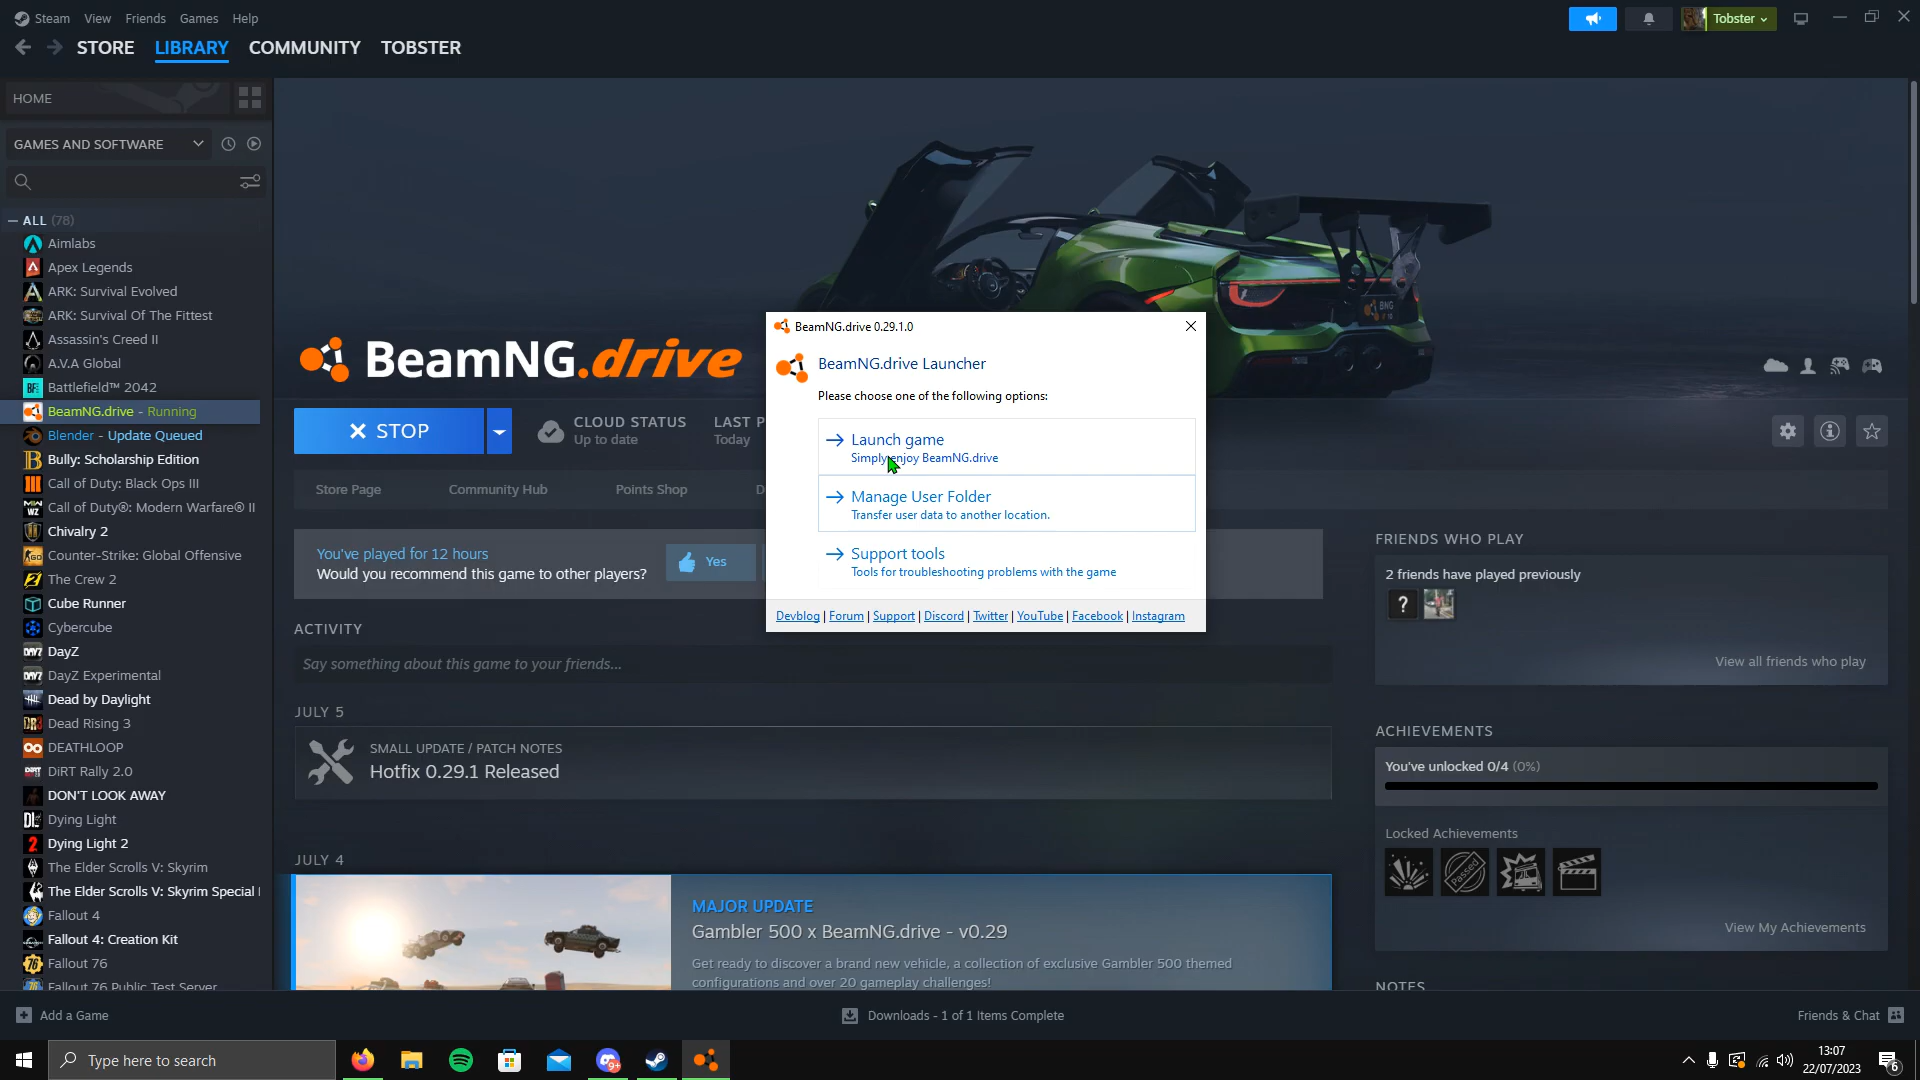 Steam View Friends Games Help
Tobster
STORE LIBRARY COMMUNITY TOBSTER
HOME
GAMES AND SOFTWARE
ALL (78)
Aimlabs
Apex Legends
ARK: Survival Evolved
ARK: Survival Of The Fittest
Assassin's Creed II
A.V.A Global
Battlefield™ 2042
BeamNG.drive - Running
Blender - Update Queued
Bully: Scholarship Edition
Call of Duty: Black Ops III
Call of Duty®: Modern Warfare® II
Chivalry 2
Counter-Strike: Global Offensive
The Crew 2
Cube Runner
Cybercube
DayZ
DayZ Experimental
Dead by Daylight
Dead Rising 3
DEATHLOOP
DiRT Rally 2.0
DON'T LOOK AWAY
Dying Light
Dying Light 2
The Elder Scrolls V: Skyrim
The Elder Scrolls V: Skyrim Special
Fallout 4
Fallout 4: Creation Kit
Fallout 76
Fallout 76 Public Test Server
Add a Game
BeamNG.drive
STOP
CLOUD STATUS
Up to date
LAST P
Today
Store Page Community Hub Points Shop D
You've played for 12 hours
Would you recommend this game to other players?
Yes
BeamNG.drive 0.29.1.0
BeamNG.drive Launcher
Please choose one of the following options:
Launch game
Simply enjoy BeamNG.drive
Manage User Folder
Transfer user data to another location.
Support tools
Tools for troubleshooting problems with the game
Devblog | Forum | Support | Discord | Twitter | YouTube | Facebook | Instagram
ACTIVITY
Say something about this game to your friends...
JULY 5
SMALL UPDATE / PATCH NOTES
Hotfix 0.29.1 Released
JULY 4
MAJOR UPDATE
Gambler 500 x BeamNG.drive - v0.29
Get ready to discover a brand new vehicle, a collection of exclusive Gambler 500 themed
configurations and over 20 gameplay challenges!
FRIENDS WHO PLAY
2 friends have played previously
?
View all friends who play
ACHIEVEMENTS
You've unlocked 0/4 (0%)
Locked Achievements
Passed
View My Achievements
NOTES
Downloads - 1 of 1 Items Complete
Friends & Chat
Type here to search
9+
13:07
22/07/2023
6